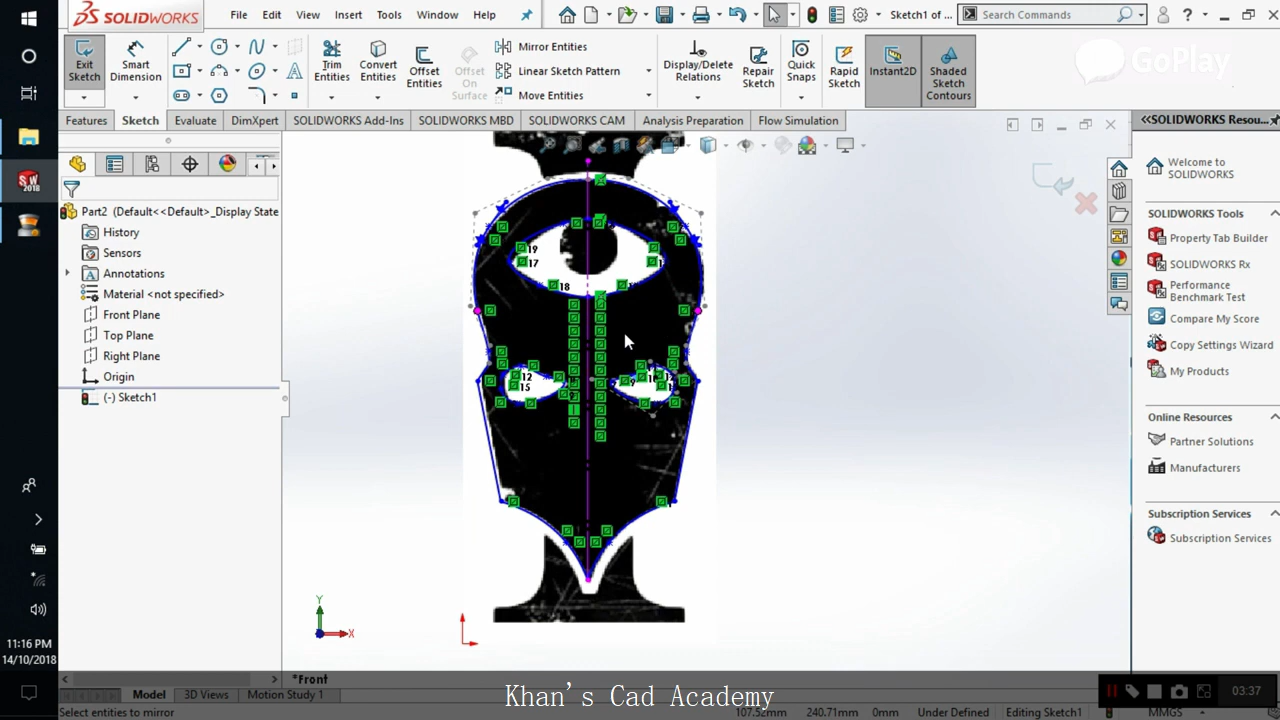 SOLIDWORKS
File Edit View Insert Tools Window Help
Sketch1 of ...
Search Commands
Exit Sketch
Smart Dimension
Trim Entities
Convert Entities
Offset Entities
Offset On Surface
Mirror Entities
Linear Sketch Pattern
Move Entities
Display/Delete Relations
Repair Sketch
Quick Snaps
Rapid Sketch
Instant2D
Shaded Sketch Contours
GoPlay
Features Sketch Evaluate DimXpert SOLIDWORKS Add-Ins SOLIDWORKS MBD SOLIDWORKS CAM Analysis Preparation Flow Simulation
SW 2018
Part2 (Default<<Default>_Display State
History
Sensors
Annotations
Material <not specified>
Front Plane
Top Plane
Right Plane
Origin
(-) Sketch1
19
17
18
12
15
Y
X
*Front
<<SOLIDWORKS Resou...
Welcome to SOLIDWORKS
SOLIDWORKS Tools
Property Tab Builder
SOLIDWORKS Rx
Performance Benchmark Test
Compare My Score
Copy Settings Wizard
My Products
Online Resources
Partner Solutions
Manufacturers
Subscription Services
Subscription Services
11:16 PM
14/10/2018
Model 3D Views Motion Study 1
Khan's Cad Academy
03:37
Select entities to mirror
107.52mm 240.71mm 0mm Under Defined Editing Sketch1 MMGS